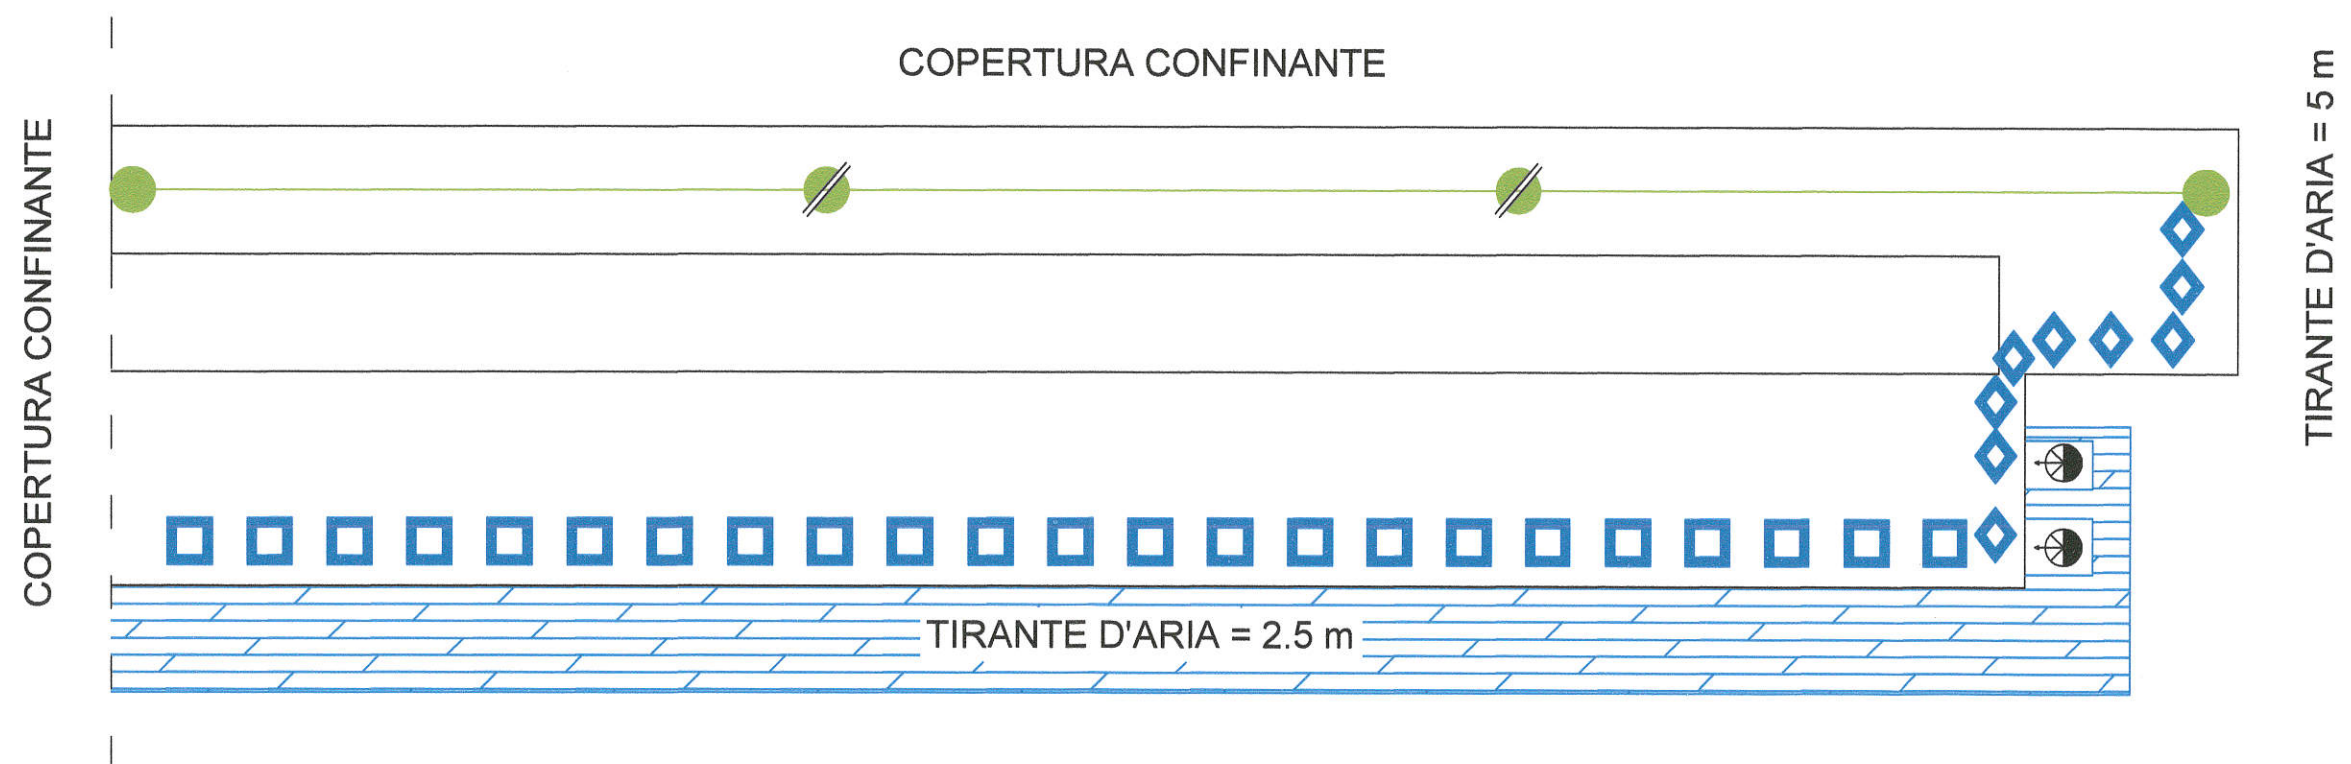 COPERTURA CONFINANTE
COPERTURA CONFINANTE
TIRANTE D'ARIA = 5 m
TIRANTE D'ARIA = 2.5 m